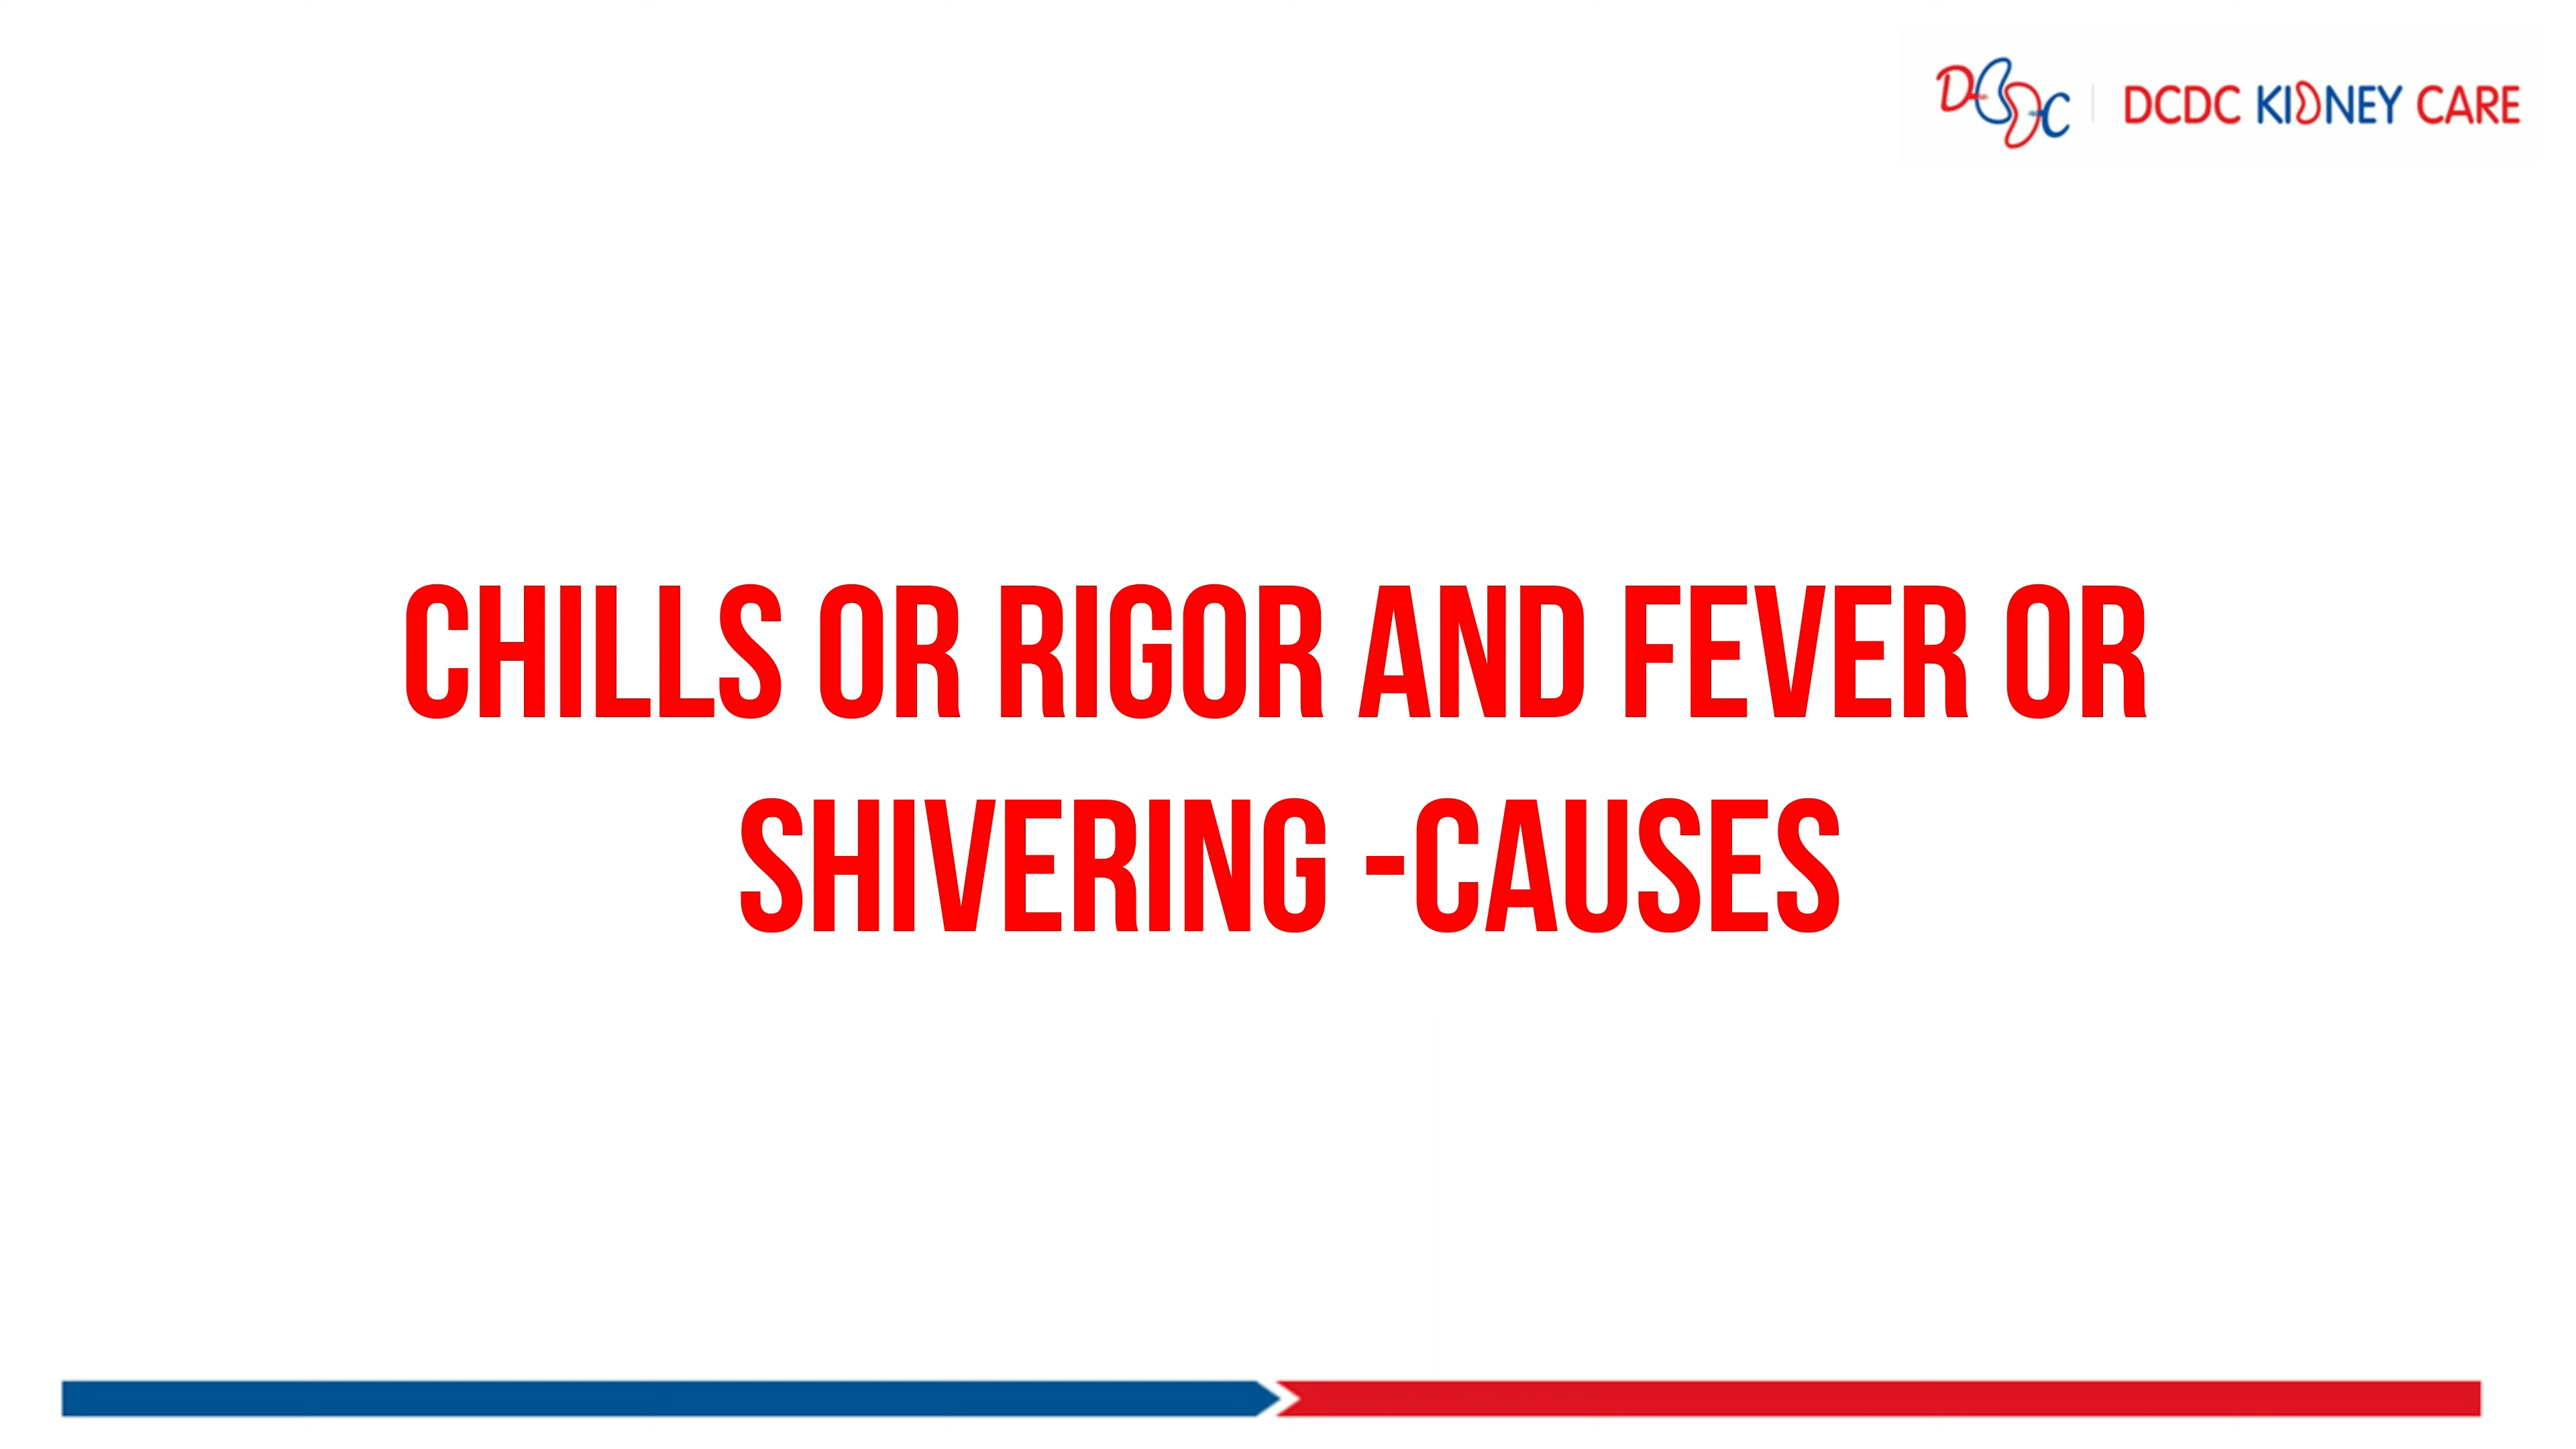 DCDC | DCDC KIDNEY CARE
CHILLS OR RIGOR AND FEVER OR
SHIVERING -CAUSES